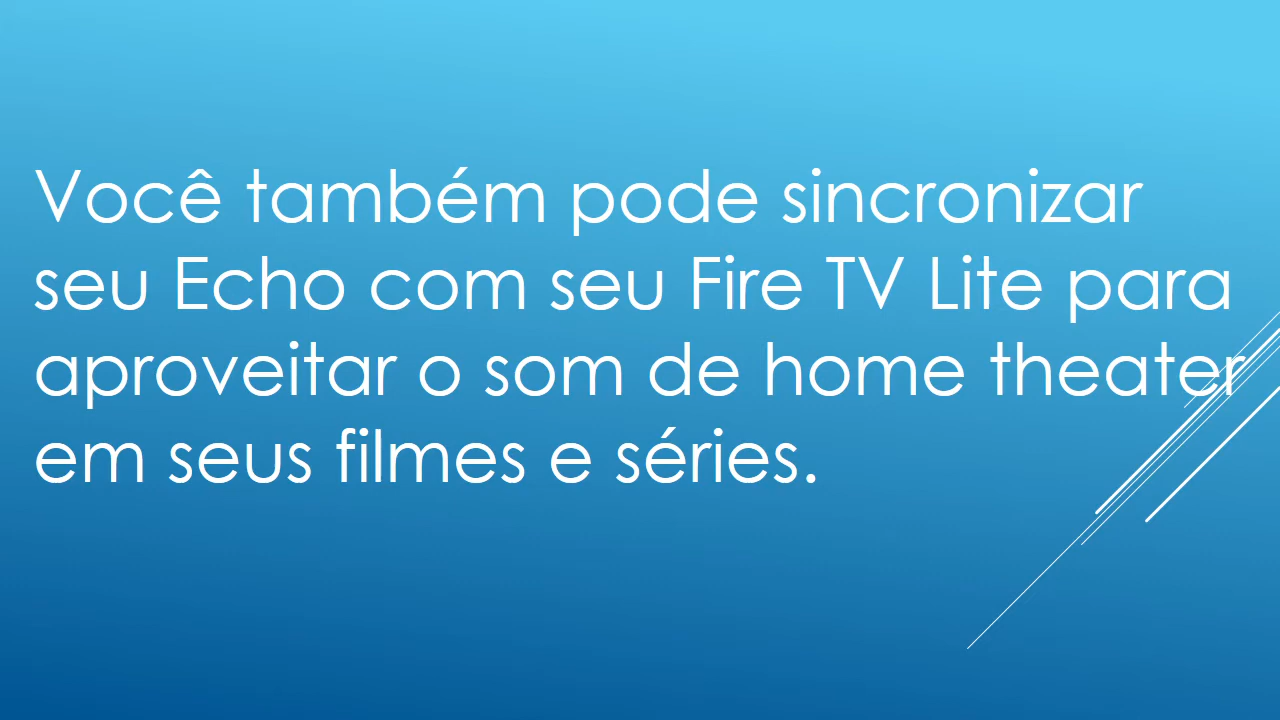 Você também pode sincronizar
seu Echo com seu Fire TV Lite para
aproveitar o som de home theater
em seus filmes e séries.